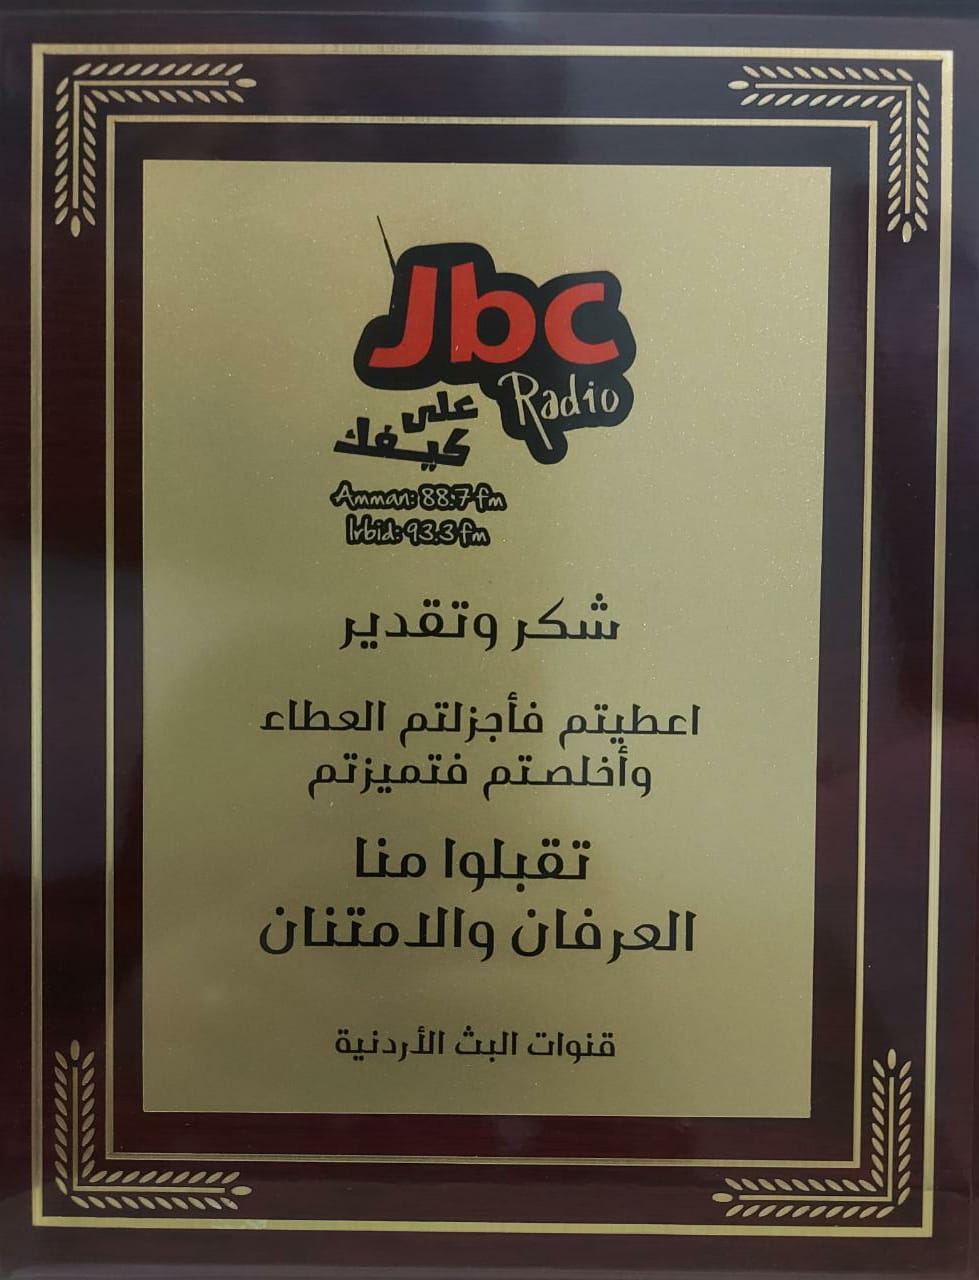 Jbc
Radio
على
كيفك
Amman: 88.7 fm
Irbid: 93.3 fm
شكر وتقدير
اعطيتم فأجزلتم العطاء
وأخلصتم فتميزتم
تقبلوا منا
العرفان والامتنان
قنوات البث الأردنية